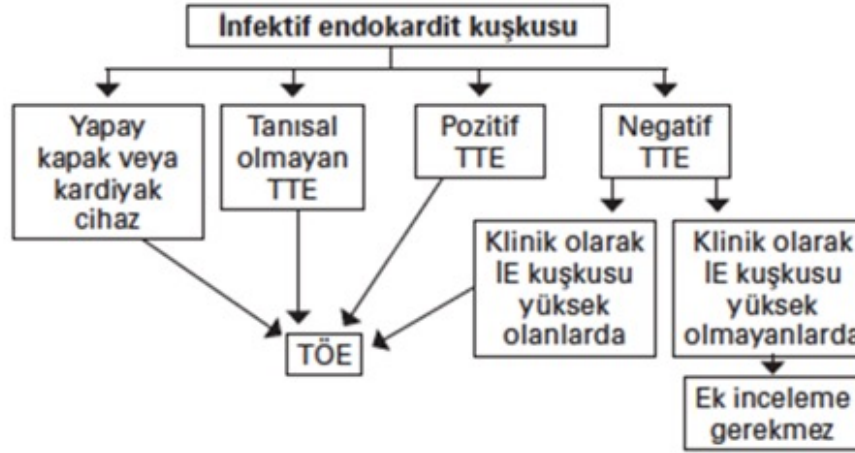 İnfektif endokardit kuşkusu
Yapay
kapak veya
kardiyak
cihaz
Tanısal
olmayan
TTE
Pozitif
TTE
Negatif
TTE
Klinik olarak
İE kuşkusu
yüksek
olanlarda
Klinik olarak
İE kuşkusu
yüksek
olmayanlarda
TÖE
Ek inceleme
gerekmez